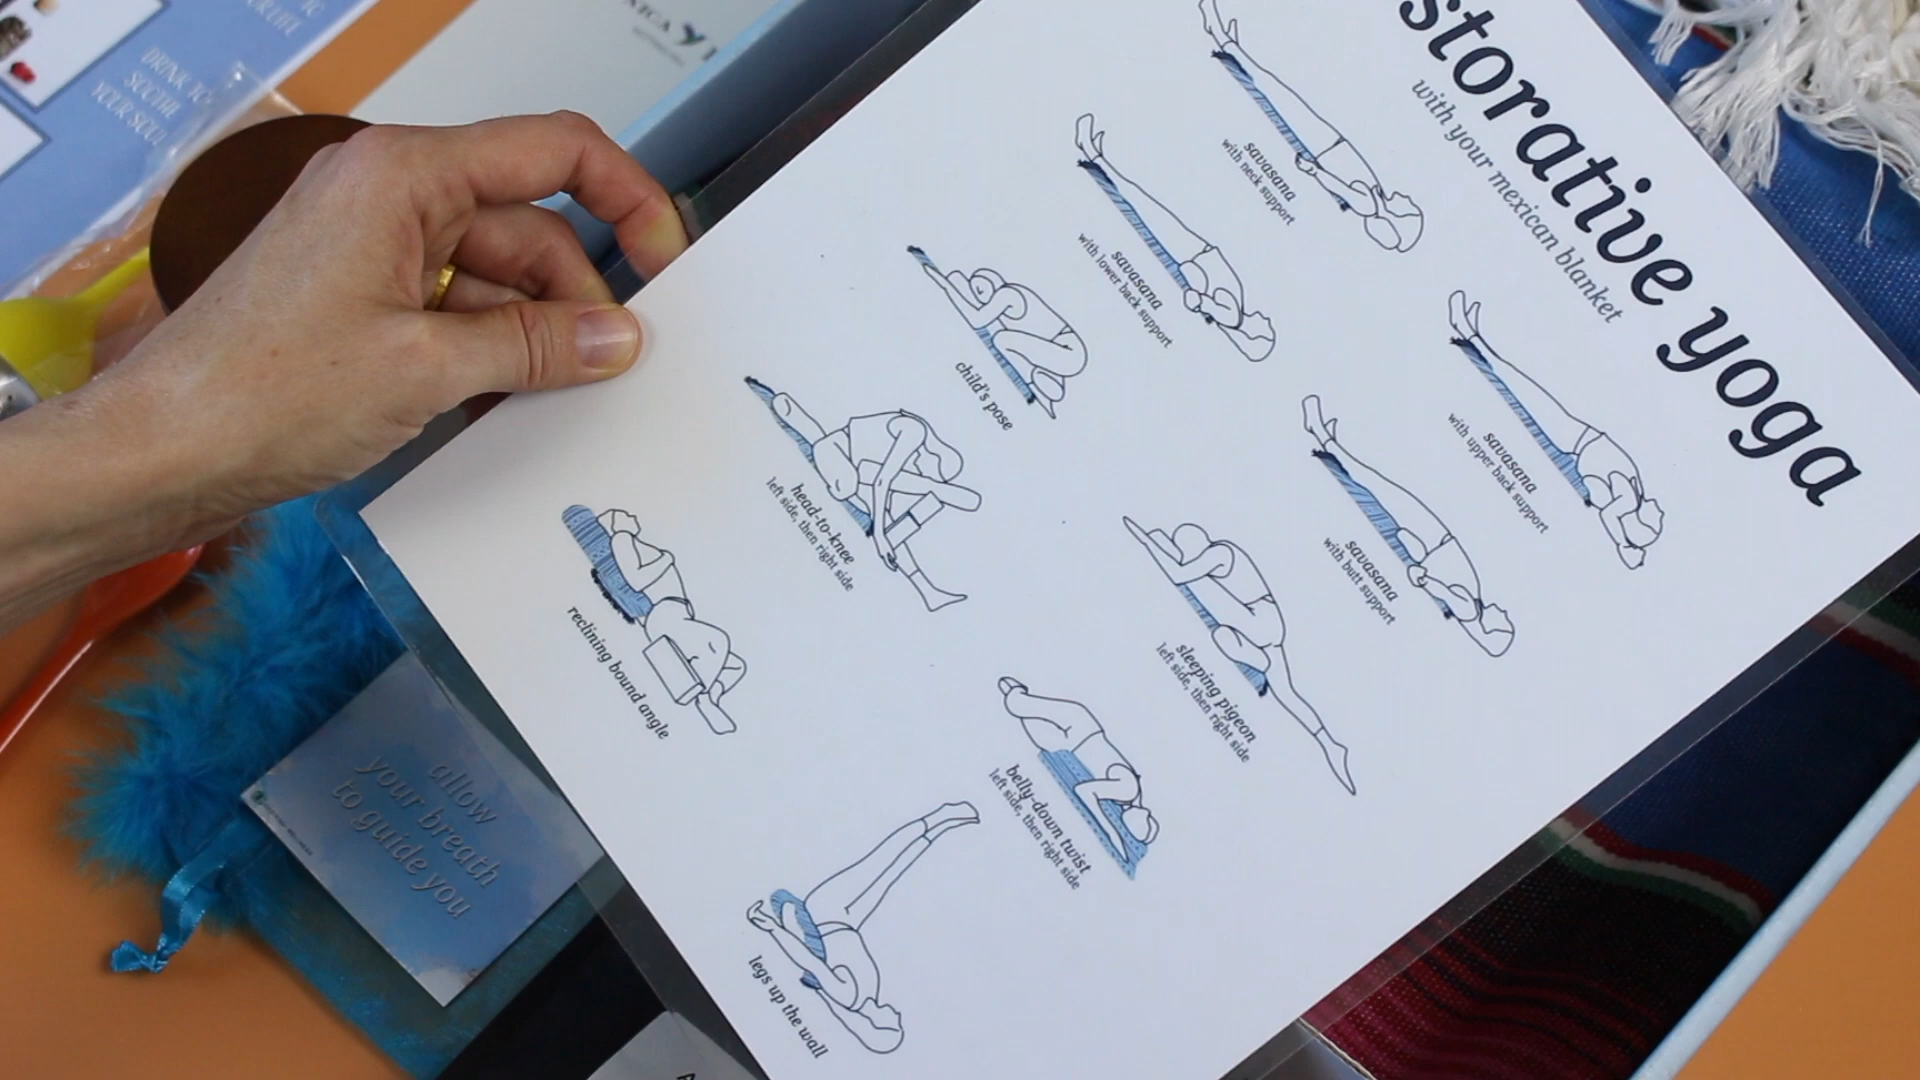 storative yoga
with your mexican blanket
savasana
with neck support
savasana
with lower back support
child's pose
head-to-knee
left side, then right side
reclining bound angle
savasana
with upper back support
savasana
with butt support
sleeping pigeon
left side, then right side
belly-down twist
left side, then right side
legs up the wall
allow
your breath
to guide you
DRINK TO
SOOTHE
YOUR SOUL